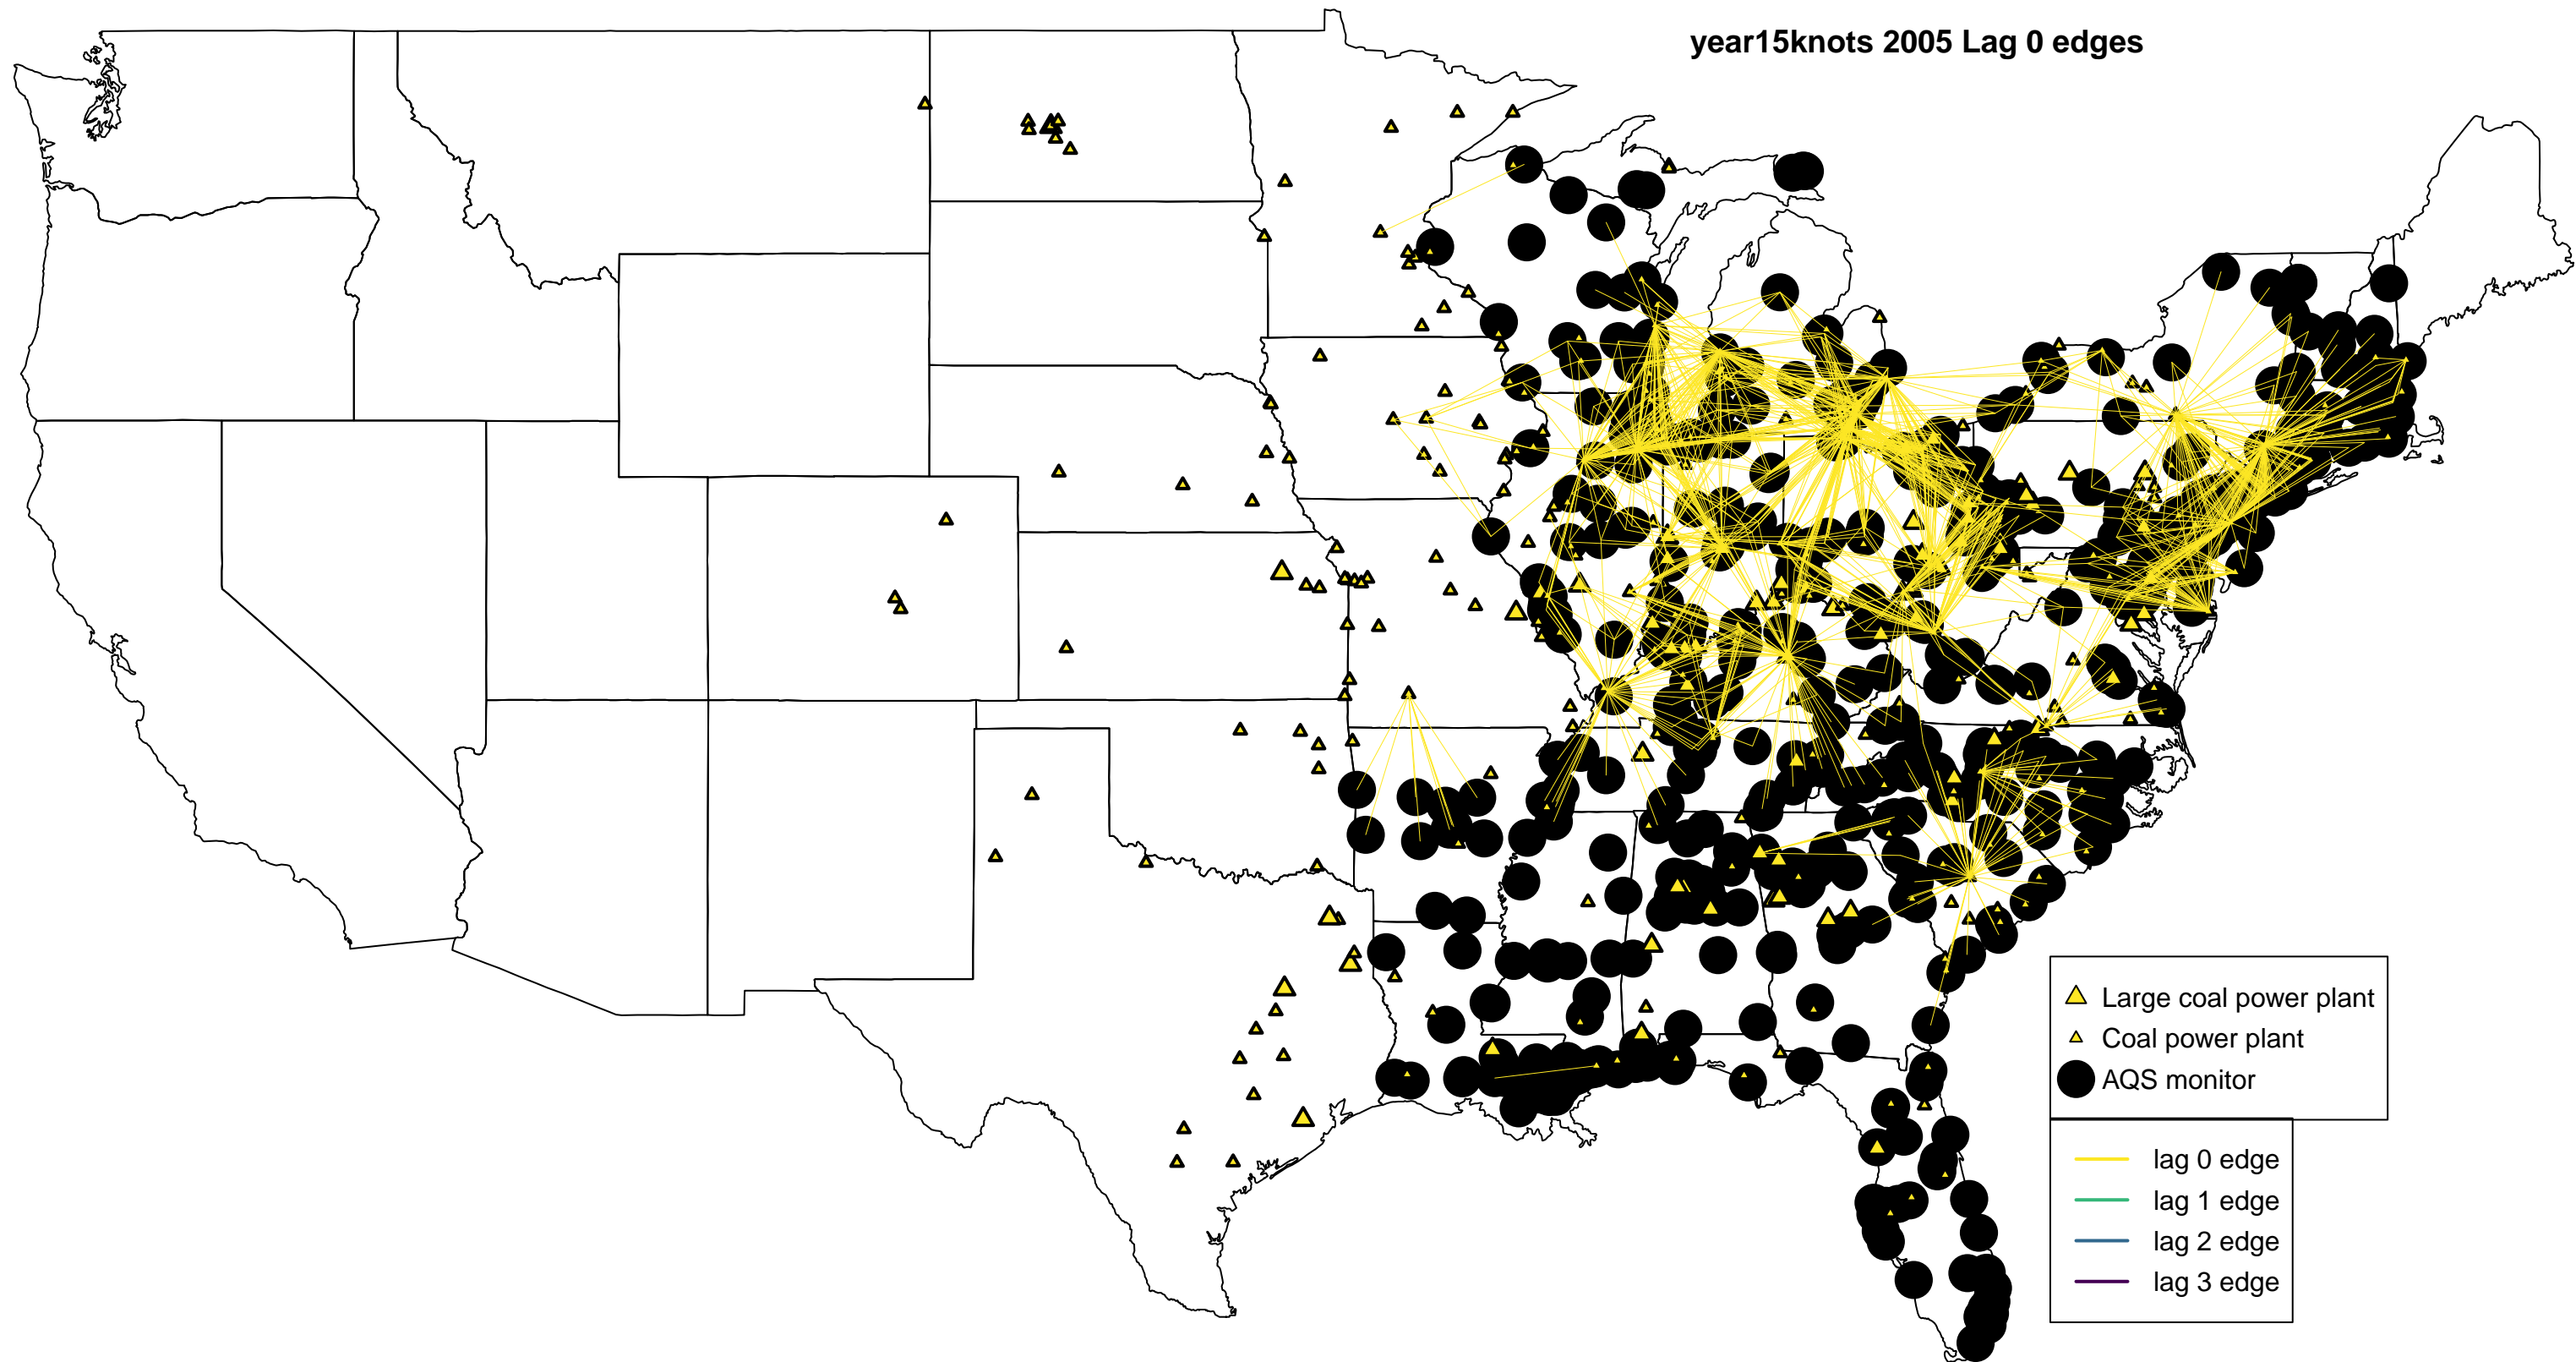 year15knots 2005 Lag 0 edges
Large coal power plant
Coal power plant
AQS monitor
lag 0 edge
lag 1 edge
lag 2 edge
lag 3 edge